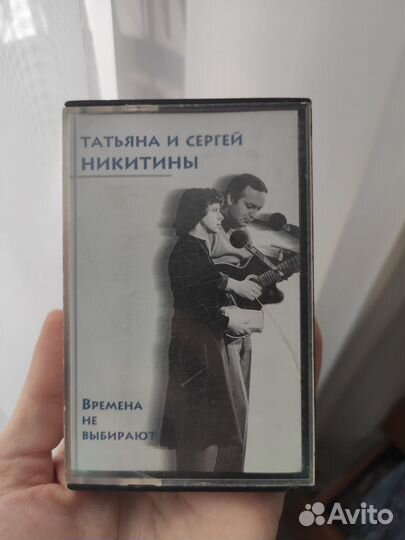 ТАТЬЯНА И СЕРГЕЙ
НИКИТИНЫ
ВРЕМЕНА
НЕ
ВЫБИРАЮТ
Avito